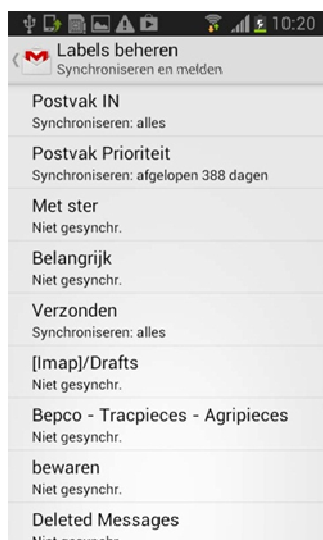 10:20
Labels beheren
Synchroniseren en melden
Postvak IN
Synchroniseren: alles
Postvak Prioriteit
Synchroniseren: afgelopen 388 dagen
Met ster
Niet gesynchr.
Belangrijk
Niet gesynchr.
Verzonden
Synchroniseren: alles
[Imap]/Drafts
Niet gesynchr.
Bepco - Tracpieces - Agripieces
Niet gesynchr.
bewaren
Niet gesynchr.
Deleted Messages